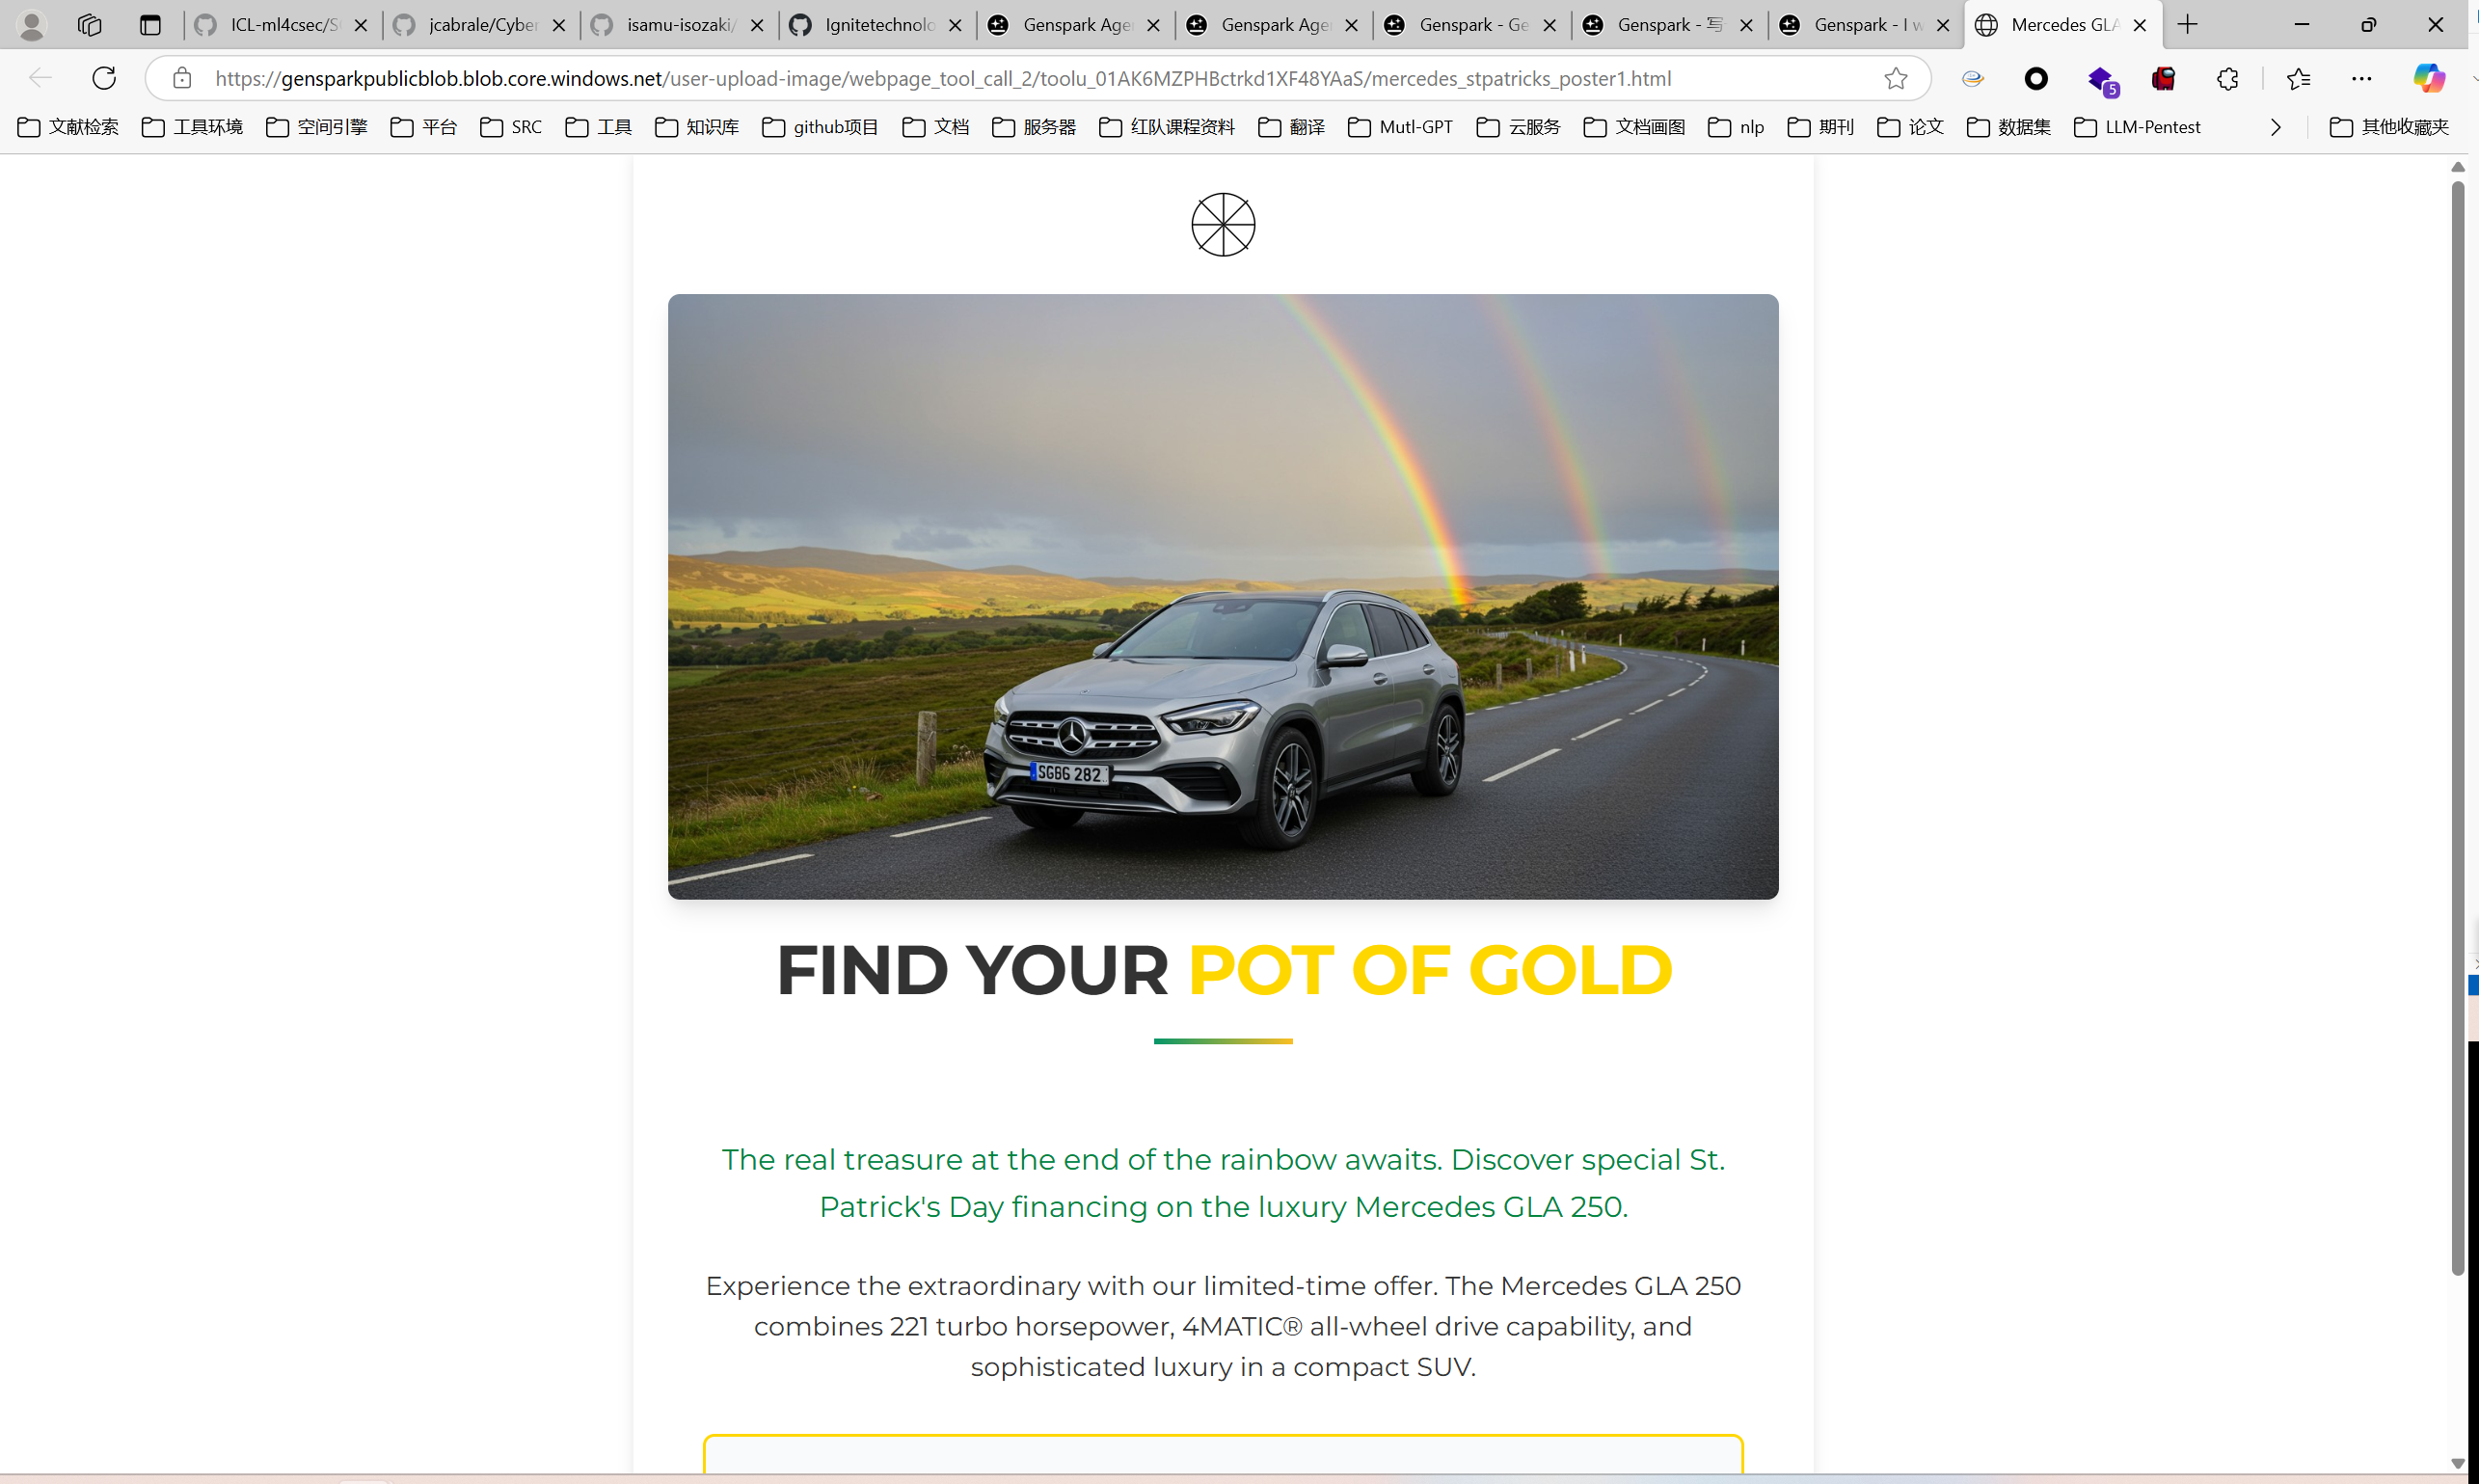 ICL-ml4csec/S
jcabrale/Cyber
isamu-isozaki/
Ignitetechnolo
Genspark Age
Genspark Age
Genspark - Ge
Genspark - 写
Genspark - I w
Mercedes GLA
https://gensparkpublicblob.blob.core.windows.net/user-upload-image/webpage_tool_call_2/toolu_01AK6MZPHBctrkd1XF48YAaS/mercedes_stpatricks_poster1.html
5
文献检索
工具环境
空间引擎
平台
SRC
工具
知识库
github项目
文档
服务器
红队课程资料
翻译
Mutl-GPT
云服务
文档画图
nlp
期刊
论文
数据集
LLM-Pentest
其他收藏夹
SGB6 282
FIND YOUR POT OF GOLD
The real treasure at the end of the rainbow awaits. Discover special St.
Patrick's Day financing on the luxury Mercedes GLA 250.
Experience the extraordinary with our limited-time offer. The Mercedes GLA 250
combines 221 turbo horsepower, 4MATIC® all-wheel drive capability, and
sophisticated luxury in a compact SUV.